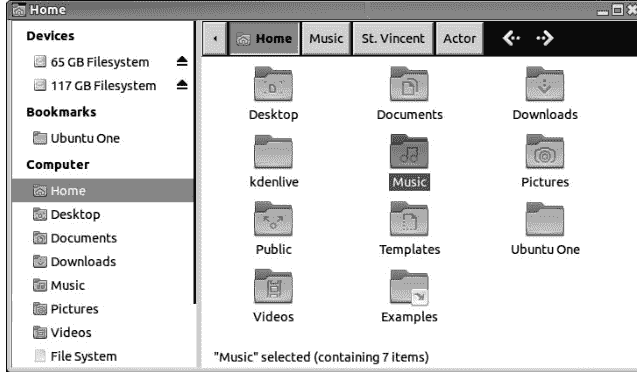 Home
Devices
65 GB Filesystem
117 GB Filesystem
Bookmarks
Ubuntu One
Computer
Home
Desktop
Documents
Downloads
Music
Pictures
Videos
File System
Home Music St. Vincent Actor
Desktop Documents Downloads
kdenlive Music Pictures
Public Templates Ubuntu One
Videos Examples
"Music" selected (containing 7 items)